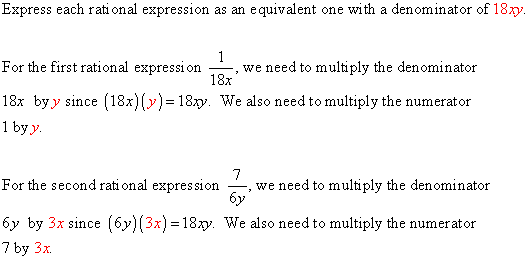 Express each rational expression as an equivalent one with a denominator of 18xy.
For the first rational expression 1/18x, we need to multiply the denominator
18x by y since (18x)(y)=18xy. We also need to multiply the numerator
1 by y.
For the second rational expression 7/6y, we need to multiply the denominator
6y by 3x since (6y)(3x)=18xy. We also need to multiply the numerator
7 by 3x.